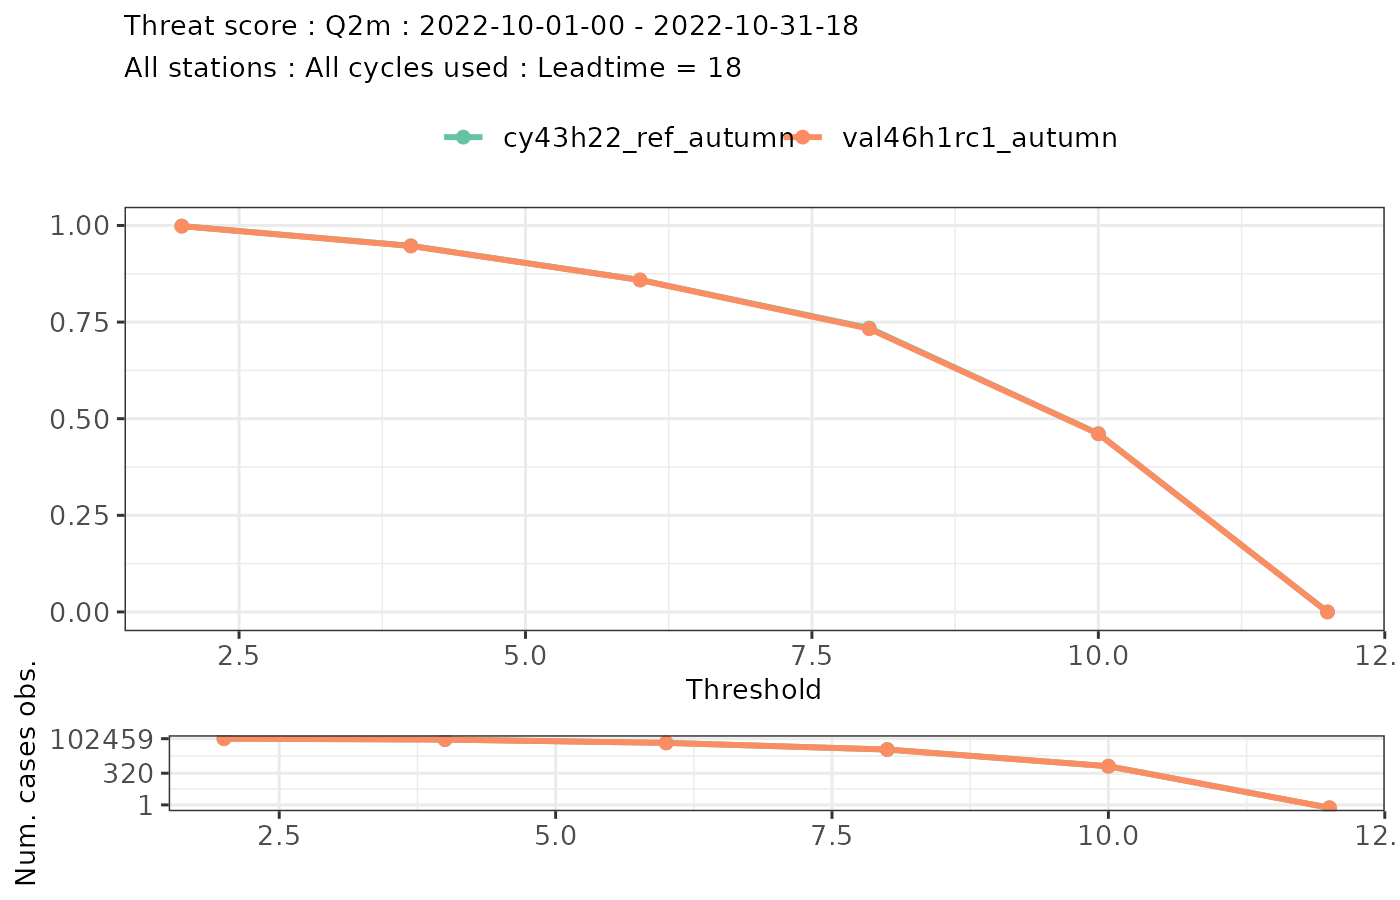 Threat score : Q2m : 2022-10-01-00 - 2022-10-31-18
All stations : All cycles used : Leadtime = 18
cy43h22_ref_autumn val46h1rc1_autumn
1.00
0.75
0.50
0.25
0.00
2.5 5.0 7.5 10.0 12.
Threshold
Num. cases obs.
102459
320
1
2.5 5.0 7.5 10.0 12.